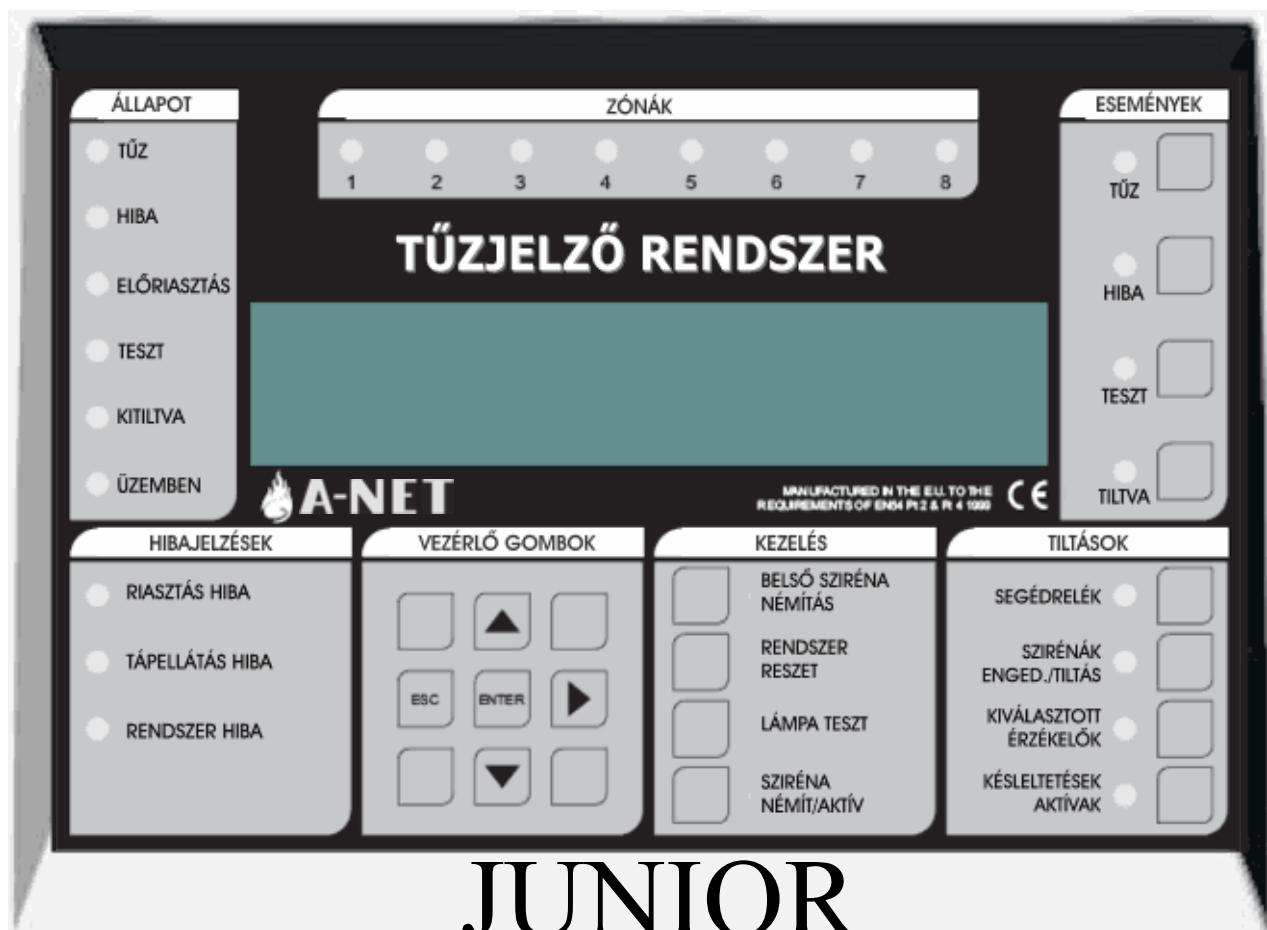 ÁLLAPOT
TŰZ
HIBA
ELŐRIASZTÁS
TESZT
KITILTVA
ÜZEMBEN
ZÓNÁK
1 2 3 4 5 6 7 8
TŰZJELZŐ RENDSZER
A-NET
MANUFACTURED IN THE E.U. TO THE
REQUIREMENTS OF EN54 Pt 2 & Pt 4 1999
CE
ESEMÉNYEK
TŰZ
HIBA
TESZT
TILTVA
HIBAJELZÉSEK
RIASZTÁS HIBA
TÁPELLÁTÁS HIBA
RENDSZER HIBA
VEZÉRLŐ GOMBOK
ESC ENTER
KEZELÉS
BELSŐ SZIRÉNA
NÉMÍTÁS
RENDSZER
RESZET
LÁMPA TESZT
SZIRÉNA
NÉMÍT/AKTÍV
TILTÁSOK
SEGÉDRELÉK
SZIRÉNÁK
ENGED./TILTÁS
KIVÁLASZTOTT
ÉRZÉKELŐK
KÉSLELTETÉSEK
AKTÍVAK
JUNIOR